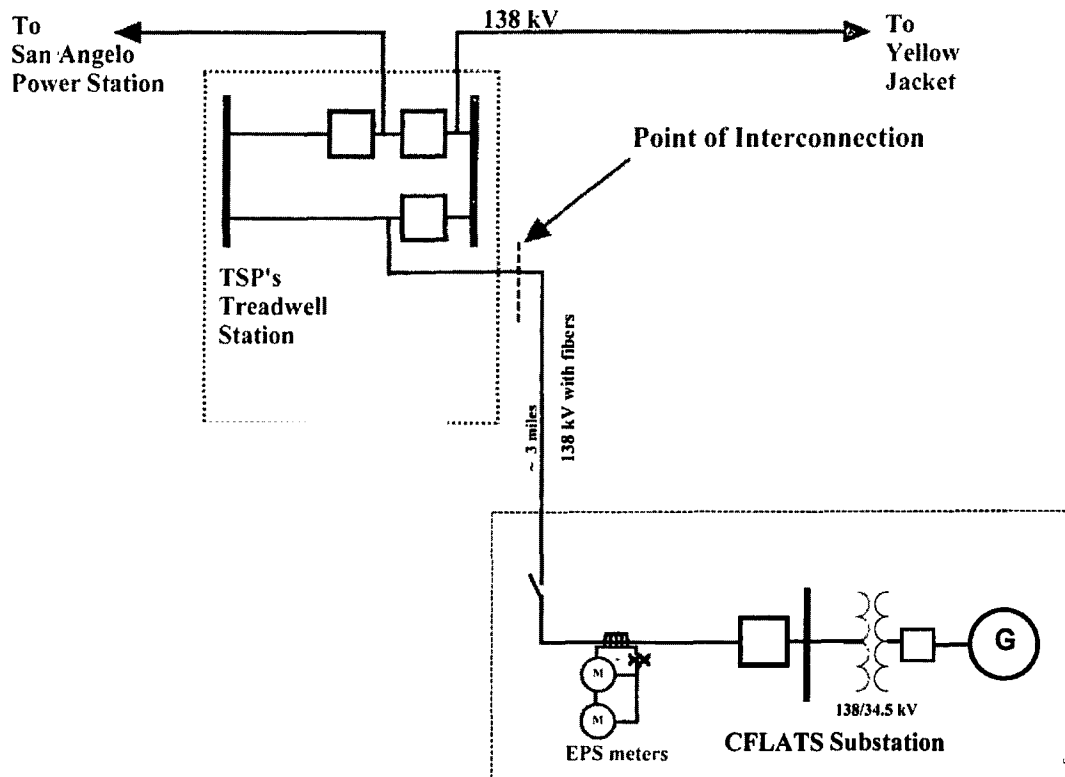 To
San Angelo
Power Station
138 kV
To
Yellow
Jacket
Point of Interconnection
TSP's
Treadwell
Station
~ 3 miles
138 kV with fibers
M
M
EPS meters
G
138/34.5 kV
CFLATS Substation